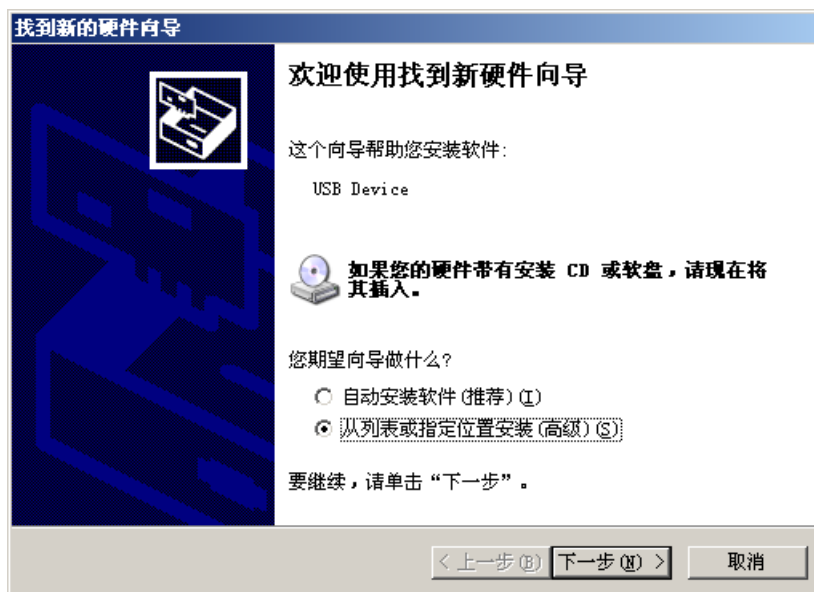 找到新的硬件向导
欢迎使用找到新硬件向导
这个向导帮助您安装软件:
USB Device
如果您的硬件带有安装 CD 或软盘，请现在将
其插入。
您期望向导做什么?
自动安装软件(推荐)(I)
从列表或指定位置安装(高级)(S)
要继续，请单击“下一步”。
< 上一步(B) 下一步(N) > 取消